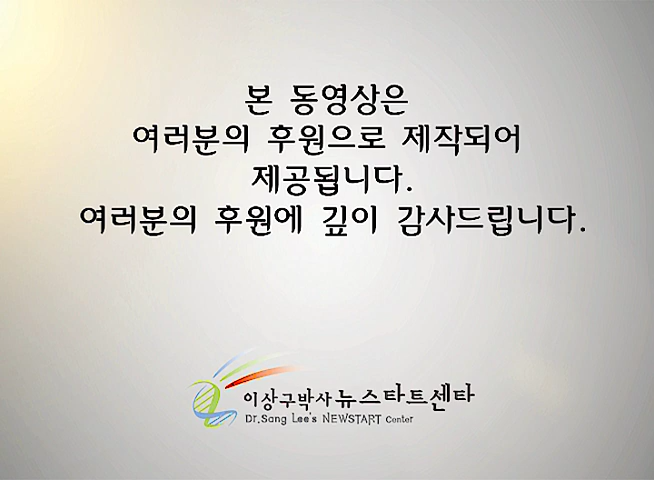 본 동영상은
여러분의 후원으로 제작되어
제공됩니다.
여러분의 후원에 깊이 감사드립니다.
이상구박사 뉴스타트센타
Dr.Sang Lee's NEWSTART Center